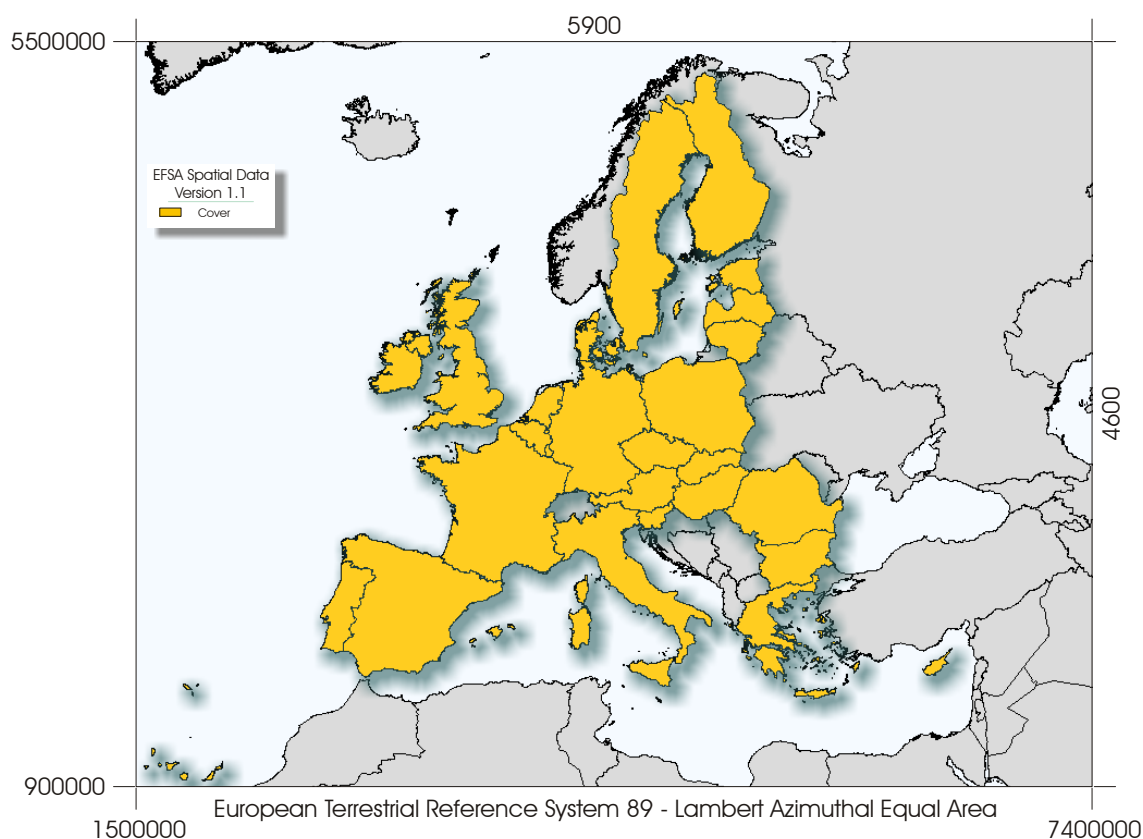 5900
5500000
EFSA Spatial Data
Version 1.1
Cover
4600
900000
European Terrestrial Reference System 89 - Lambert Azimuthal Equal Area
1500000
7400000